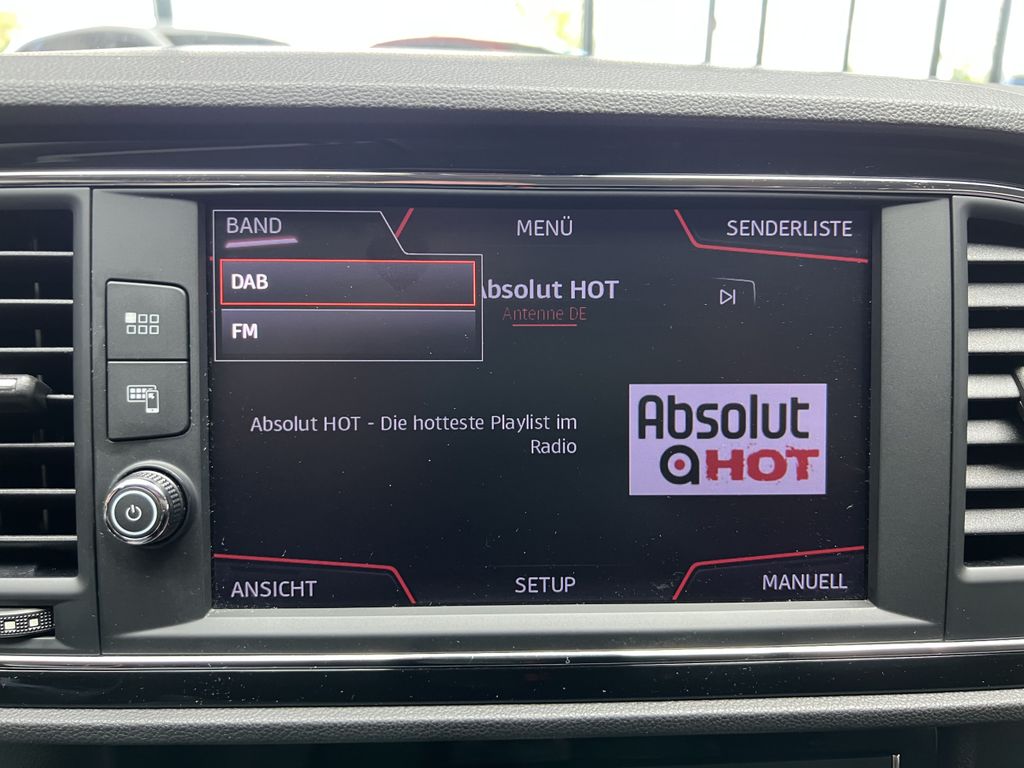 BAND
MENÜ
SENDERLISTE
DAB
FM
Absolut HOT
Antenne DE
Absolut HOT - Die hotteste Playlist im
Radio
Absolut
HOT
ANSICHT
SETUP
MANUELL